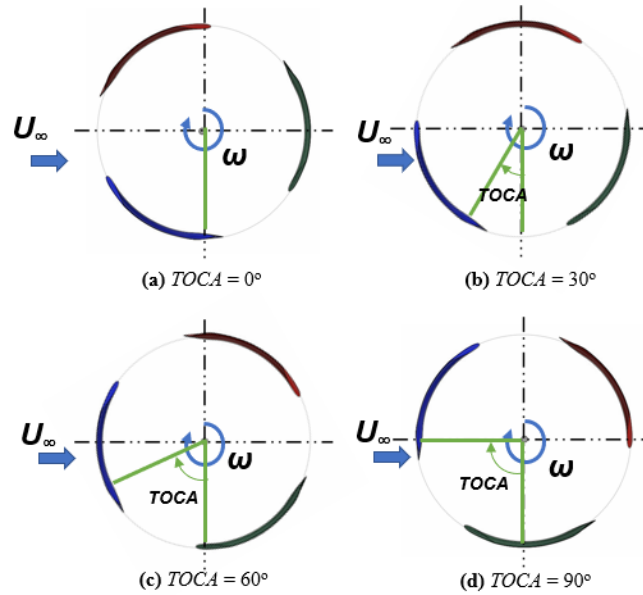 U∞
ω
(a) TOCA = 0°
U∞
ω
TOCA
(b) TOCA = 30°
U∞
ω
TOCA
(c) TOCA = 60°
U∞
ω
TOCA
(d) TOCA = 90°